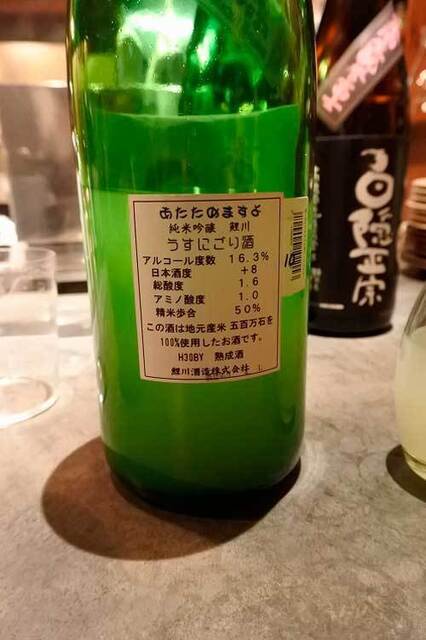 あたためますよ
純米吟醸　鯉川
うすにごり酒
アルコール度数 16.3%
日本酒度 +8
総酸度 1.6
アミノ酸度 1.0
精米歩合 50%
この酒は地元産米 五百万石を
100%使用したお酒です。
H30BY 熟成酒
鯉川酒造株式会社
白隠正宗